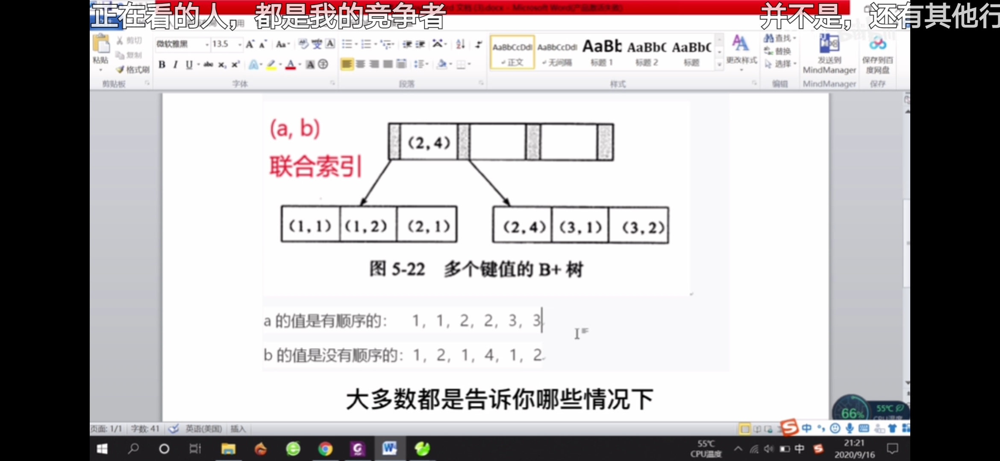 正在看的人，都是我的竞争者
并不是，还有其他行
Microsoft Word(产品激活失败)
剪切
复制
格式刷
粘贴
剪贴板
微软雅黑 13.5
字体
段落
AaBbCcDdI AaBbCcDdI AaBb AaBbC AaBbC
正文 无间隔 标题 1 标题 2 标题
更改样式
样式
查找
替换
选择
编辑
发送到
MindManager
MindManager
保存到百
度网盘
保存
(a, b)
联合索引
(2, 4)
(1, 1) (1, 2) (2, 1) (2, 4) (3, 1) (3, 2)
图 5-22 多个键值的 B+ 树
a 的值是有顺序的： 1，1，2，2，3，3
b 的值是没有顺序的：1，2，1，4，1，2
大多数都是告诉你哪些情况下
66% 55℃
页面: 1/1 字数: 41 英语(美国) 插入
中
55℃
CPU温度
中
21:21
2020/9/16